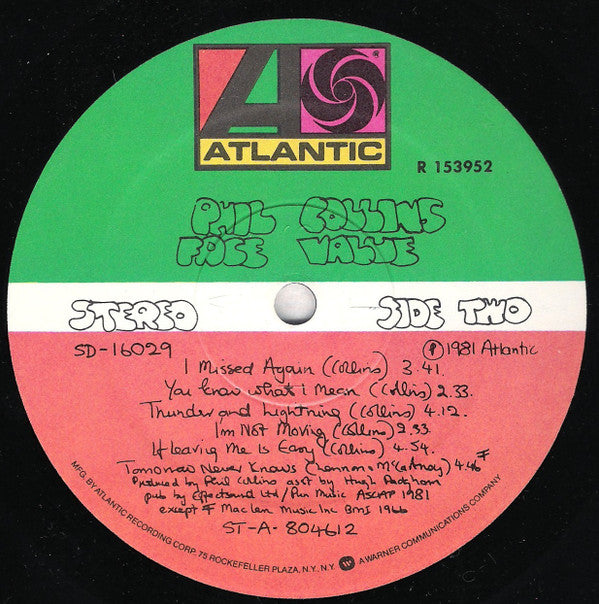 ATLANTIC
®
R 153952
PHIL COLLINS
FACE VALUE
STEREO
SIDE TWO
SD-16029
℗ 1981 Atlantic
I Missed Again (Collins) 3.41.
You know what i Mean (Collins) 2.33.
Thunder and Lightning (Collins) 4.12.
I'm Not Moving (Collins) 2.33
If leaving Me is Easy (Collins) 4.54.
Tomorrow Never Knows (Lennon + McCartney) 4.46 F
Produced by Phil Collins asst by Hugh Padgham
pub by Effectsound Ltd/Pun Music ASCAP 1981
except F Maclen Music Inc BMI 1966
ST-A-804612
MFG. BY ATLANTIC RECORDING CORP. 75 ROCKEFELLER PLAZA, N.Y. N.Y. W A WARNER COMMUNICATIONS COMPANY